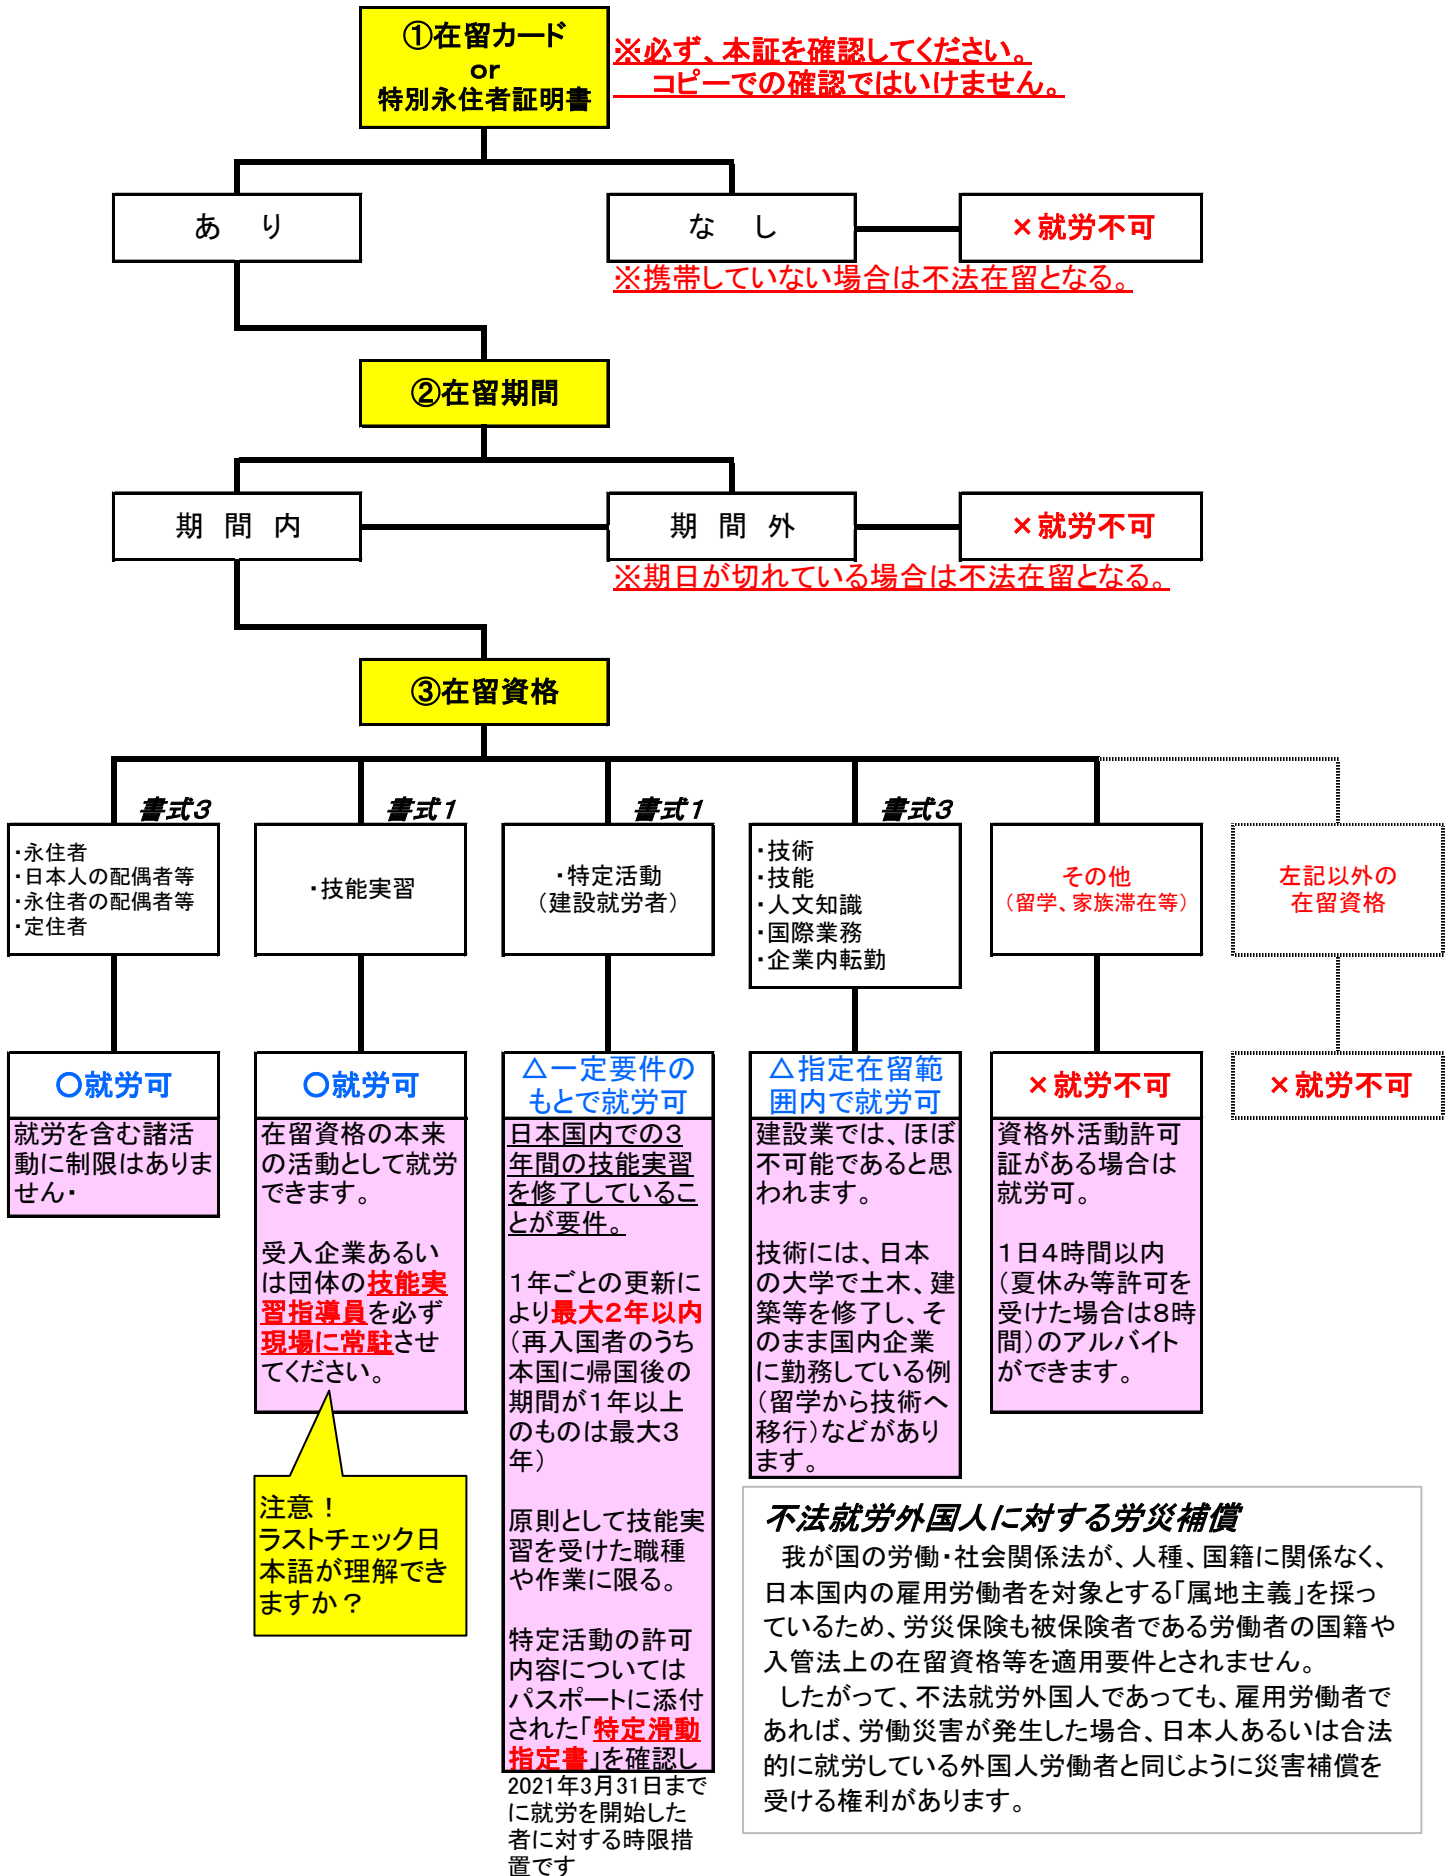 ①在留カード
or
特別永住者証明書
※必ず、本証を確認してください。
コピーでの確認ではいけません。
あ り
な し
×就労不可
※携帯していない場合は不法在留となる。
②在留期間
期 間 内
期 間 外
×就労不可
※期日が切れている場合は不法在留となる。
③在留資格
書式3
・永住者
・日本人の配偶者等
・永住者の配偶者等
・定住者
○就労可
就労を含む諸活
動に制限はありま
せん・
書式1
・技能実習
○就労可
在留資格の本来
の活動として就労
できます。
受入企業あるい
は団体の技能実
習指導員を必ず
現場に常駐させ
てください。
注意！
ラストチェック日
本語が理解でき
ますか？
書式1
・特定活動
（建設就労者）
△一定要件の
もとで就労可
日本国内での3
年間の技能実習
を修了しているこ
とが要件。
1年ごとの更新に
より最大2年以内
（再入国者のうち
本国に帰国後の
期間が1年以上
のものは最大3
年）
原則として技能実
習を受けた職種
や作業に限る。
特定活動の許可
内容については
パスポートに添付
された「特定滑動
指定書」を確認し
2021年3月31日まで
に就労を開始した
者に対する時限措
置です
書式3
・技術
・技能
・人文知識
・国際業務
・企業内転勤
△指定在留範
囲内で就労可
建設業では、ほぼ
不可能であると思
われます。
技術には、日本
の大学で土木、建
築等を修了し、そ
のまま国内企業
に勤務している例
（留学から技術へ
移行）などがあり
ます。
その他
（留学、家族滞在等）
×就労不可
資格外活動許可
証がある場合は
就労可。
1日4時間以内
（夏休み等許可を
受けた場合は8時
間）のアルバイト
ができます。
左記以外の
在留資格
×就労不可
不法就労外国人に対する労災補償
我が国の労働・社会関係法が、人種、国籍に関係なく、
日本国内の雇用労働者を対象とする「属地主義」を採っ
ているため、労災保険も被保険者である労働者の国籍や
入管法上の在留資格等を適用要件とされません。
したがって、不法就労外国人であっても、雇用労働者で
あれば、労働災害が発生した場合、日本人あるいは合法
的に就労している外国人労働者と同じように災害補償を
受ける権利があります。